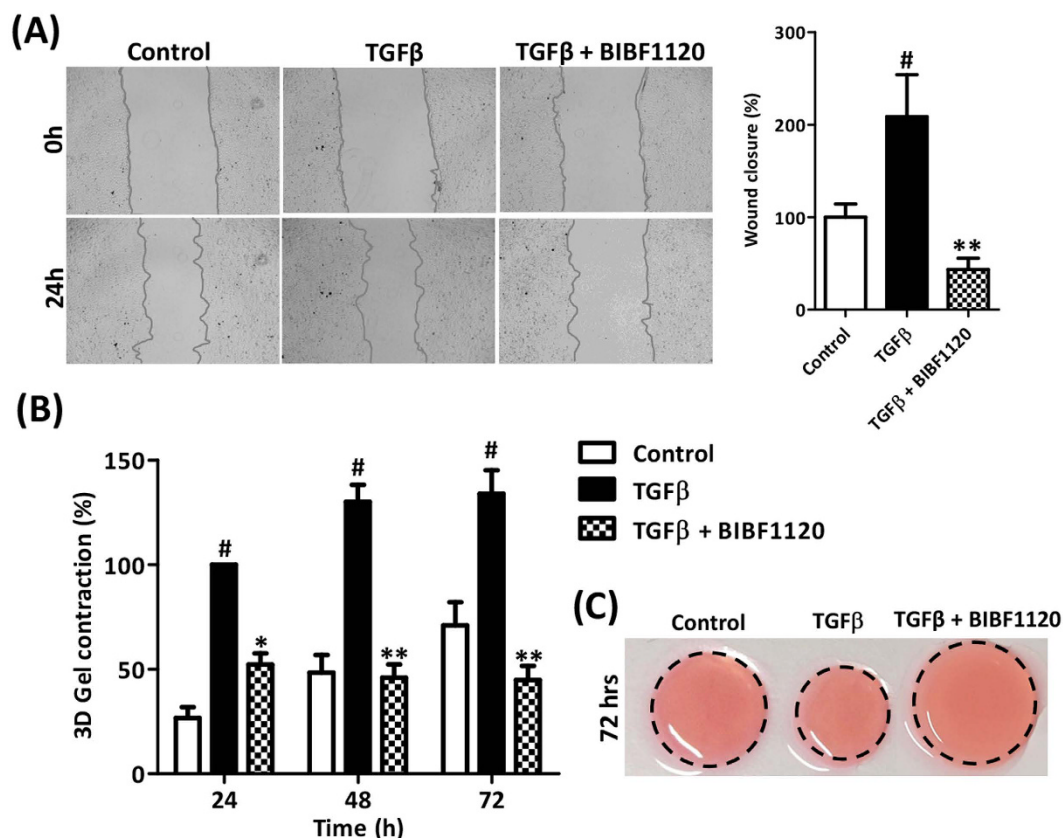 (A)
Control TGFβ TGFβ + BIBF1120
0h
24h
Wound closure (%)
300
200
100
0
#
**
Control
TGFβ
TGFβ + BIBF1120
(B)
3D Gel contraction (%)
150
100
50
0
# # #
* ** **
24 48 72
Time (h)
Control
TGFβ
TGFβ + BIBF1120
(C)
Control TGFβ TGFβ + BIBF1120
72 hrs